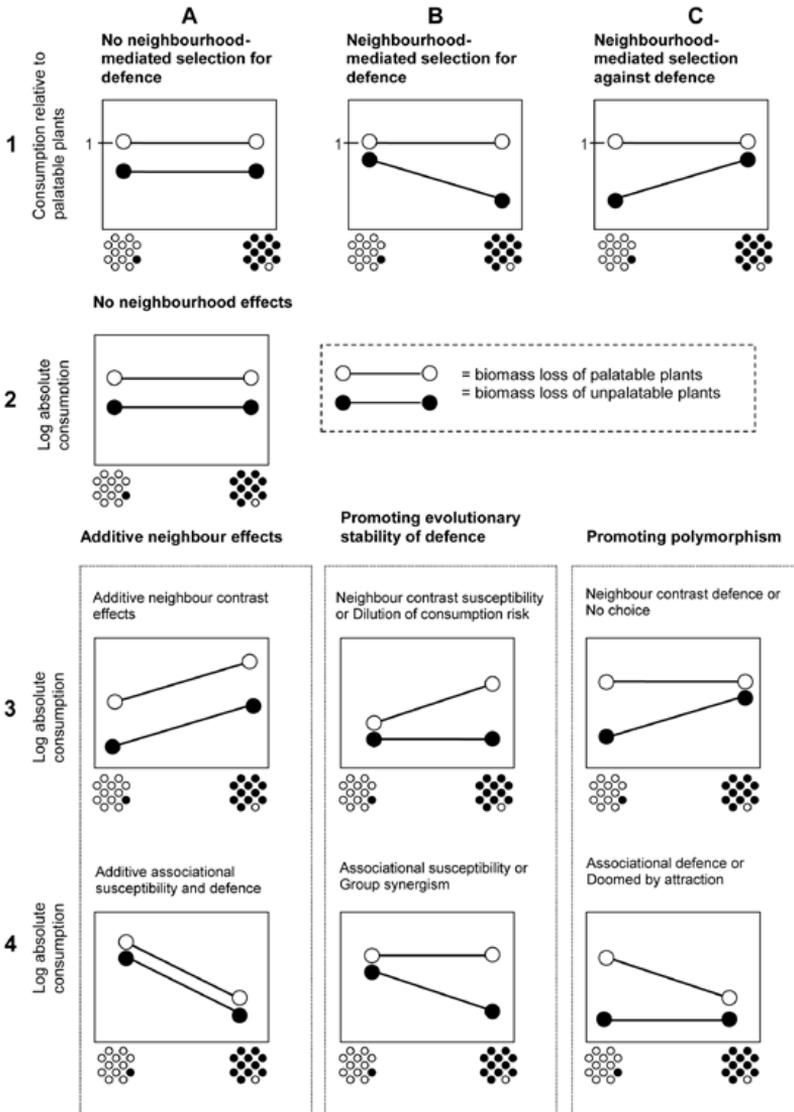 A
B
C
No neighbourhood-
mediated selection for
defence
Neighbourhood-
mediated selection for
defence
Neighbourhood-
mediated selection
against defence
1
Consumption relative to
palatable plants
1
1
1
No neighbourhood effects
2
Log absolute
consumotion
= biomass loss of palatable plants
= biomass loss of unpalatable plants
Additive neighbour effects
Promoting evolutionary
stability of defence
Promoting polymorphism
3
Log absolute
consumption
Additive neighbour contrast
effects
Neighbour contrast susceptibility
or Dilution of consumption risk
Neighbour contrast defence or
No choice
4
Log absolute
consumption
Additive associational
susceptibility and defence
Associational susceptibility or
Group synergism
Associational defence or
Doomed by attraction